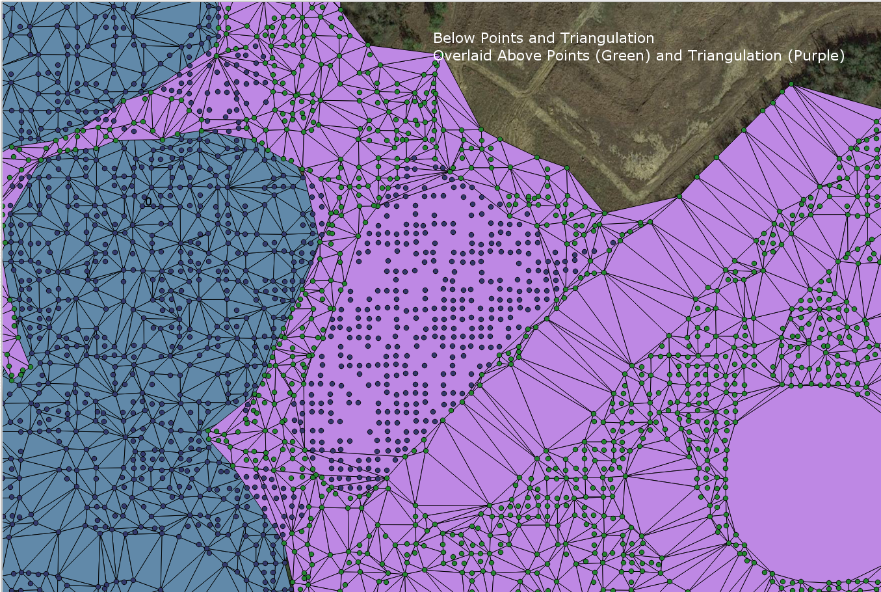 Below Points and Triangulation
Overlaid Above Points (Green) and Triangulation (Purple)